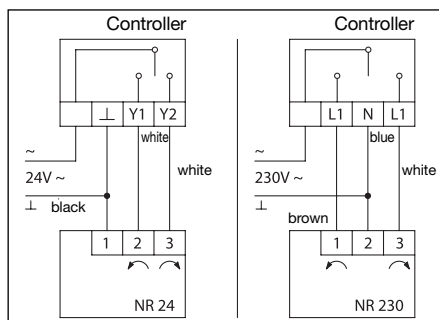 Controller
⊥ Y1 Y2
white
~
24V ~
white
⊥ black
1 2 3
NR 24
Controller
L1 N L1
blue
~
230V ~
white
⊥
brown
1 2 3
NR 230